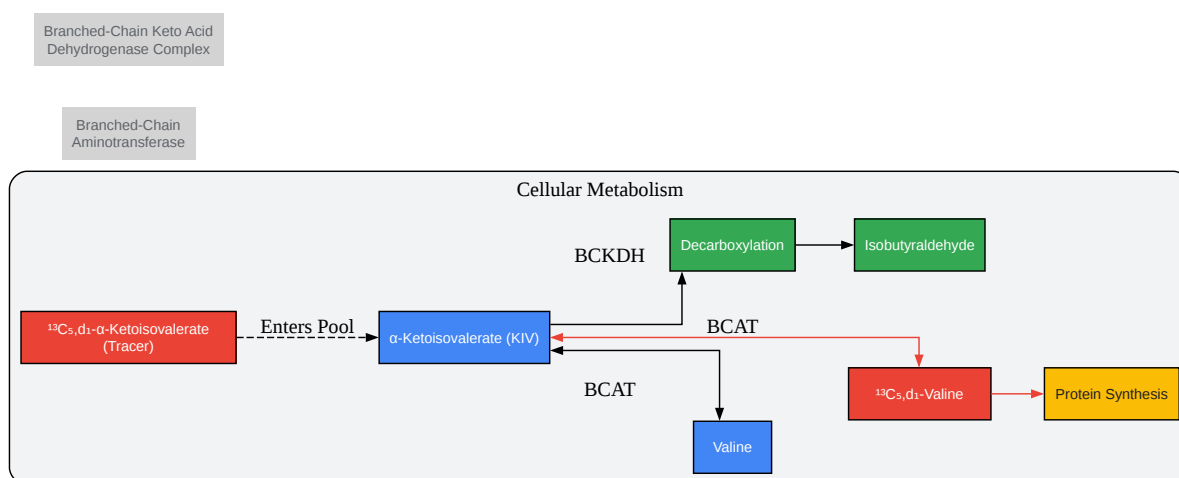 Branched-Chain Keto Acid
Dehydrogenase Complex
Branched-Chain
Aminotransferase
Cellular Metabolism
Decarboxylation
Isobutyraldehyde
BCKDH
¹³C₅,d₁-α-Ketoisovalerate
(Tracer)
Enters Pool
α-Ketoisovalerate (KIV)
BCAT
BCAT
¹³C₅,d₁-Valine
Protein Synthesis
Valine